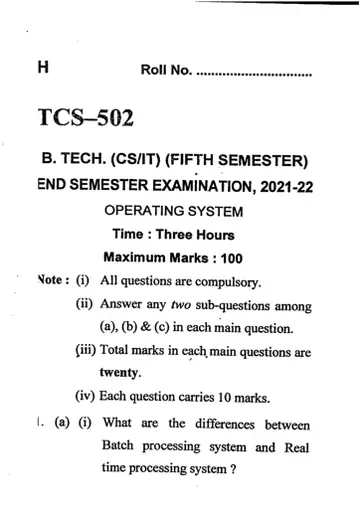 H Roll No. ................................
TCS–502
B. TECH. (CS/IT) (FIFTH SEMESTER)
END SEMESTER EXAMINATION, 2021-22
OPERATING SYSTEM
Time : Three Hours
Maximum Marks : 100
Note : (i) All questions are compulsory.
(ii) Answer any two sub-questions among
(a), (b) & (c) in each main question.
(iii) Total marks in each main questions are
twenty.
(iv) Each question carries 10 marks.
1. (a) (i) What are the differences between
Batch processing system and Real
time processing system ?